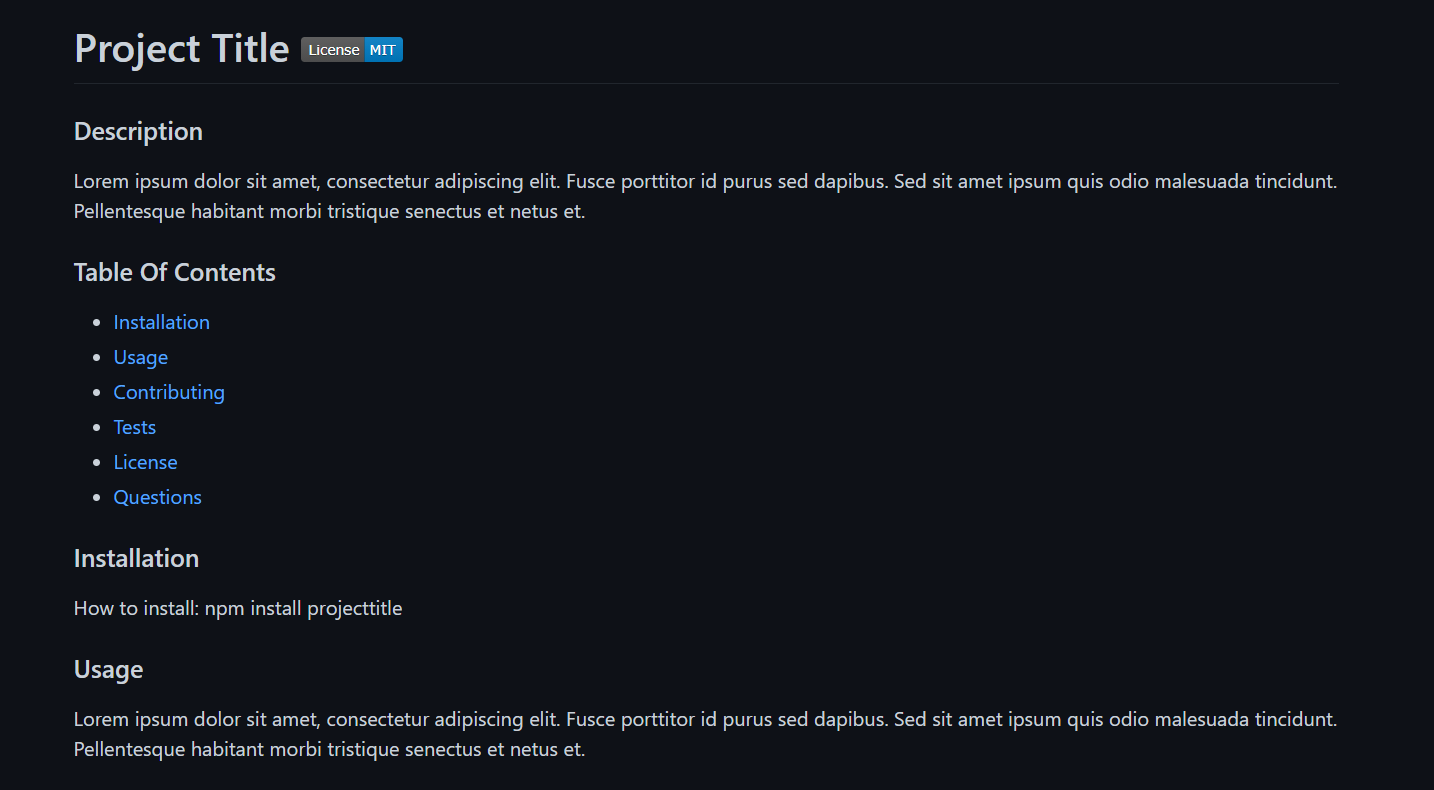 Project Title License MIT
Description
Lorem ipsum dolor sit amet, consectetur adipiscing elit. Fusce porttitor id purus sed dapibus. Sed sit amet ipsum quis odio malesuada tincidunt.
Pellentesque habitant morbi tristique senectus et netus et.
Table Of Contents
Installation
Usage
Contributing
Tests
License
Questions
Installation
How to install: npm install projecttitle
Usage
Lorem ipsum dolor sit amet, consectetur adipiscing elit. Fusce porttitor id purus sed dapibus. Sed sit amet ipsum quis odio malesuada tincidunt.
Pellentesque habitant morbi tristique senectus et netus et.